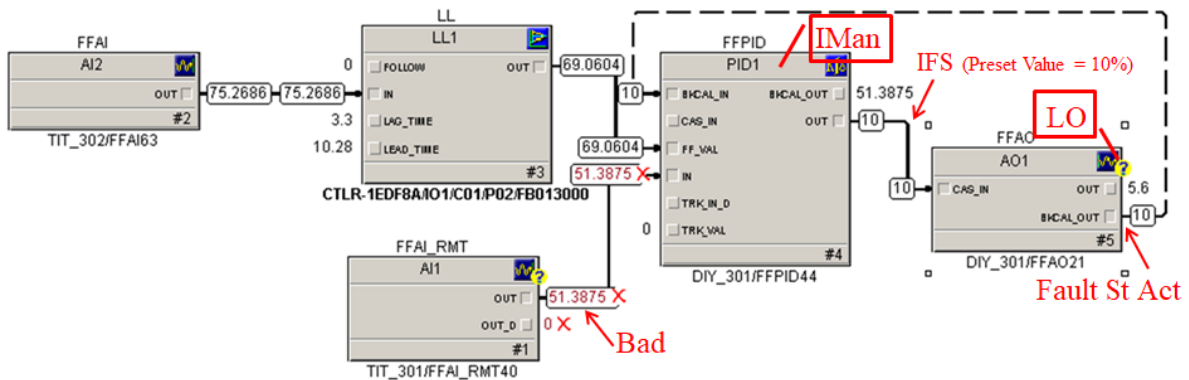 FFAI
AI2
OUT
75.2686
75.2686
#2
TIT_302/FFAI63
LL
LL1
0
FOLLOW
OUT
69.0604
IN
3.3
LAG_TIME
10.28
LEAD_TIME
#3
CTLR-1EDF8A/IO1/C01/P02/FB013000
FFAI_RMT
AI1
OUT
51.3875
OUT_D
0
#1
TIT_301/FFAI_RMT40
Bad
FFPID
PID1
IMan
10
BKCAL_IN
BKCAL_OUT
51.3875
CAS_IN
OUT
10
69.0604
FF_VAL
51.3875
IN
TRK_IN_D
0
TRK_VAL
#4
DIY_301/FFPID44
IFS (Preset Value = 10%)
LO
FFAO
AO1
?
10
CAS_IN
OUT
5.6
BKCAL_OUT
10
#5
DIY_301/FFAO21
Fault St Act
?